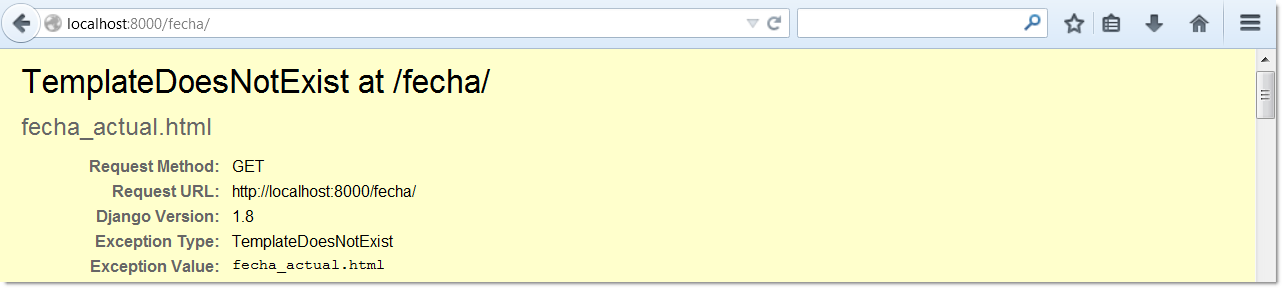 localhost:8000/fecha/
TemplateDoesNotExist at /fecha/
fecha_actual.html
Request Method: GET
Request URL: http://localhost:8000/fecha/
Django Version: 1.8
Exception Type: TemplateDoesNotExist
Exception Value: fecha_actual.html